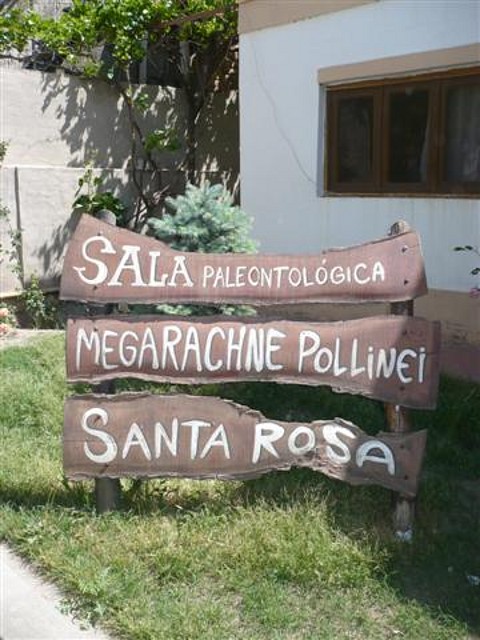 SALA PALEONTOLÓGICA
MEGARACHNE POLLINEI
SANTA ROSA